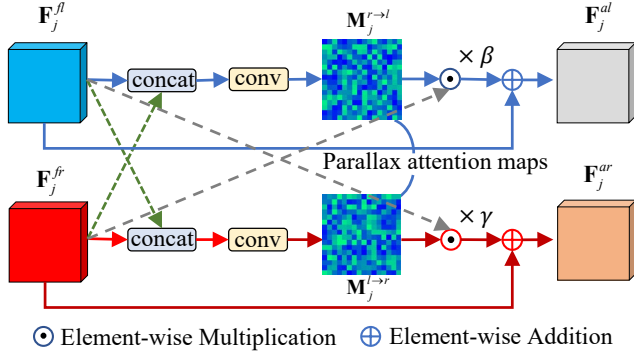 F_j^{fl} M_j^{r→l} F_j^{al}
concat conv × β
Parallax attention maps
F_j^{fr} F_j^{ar}
concat conv × γ
M_j^{l→r}
Element-wise Multiplication Element-wise Addition